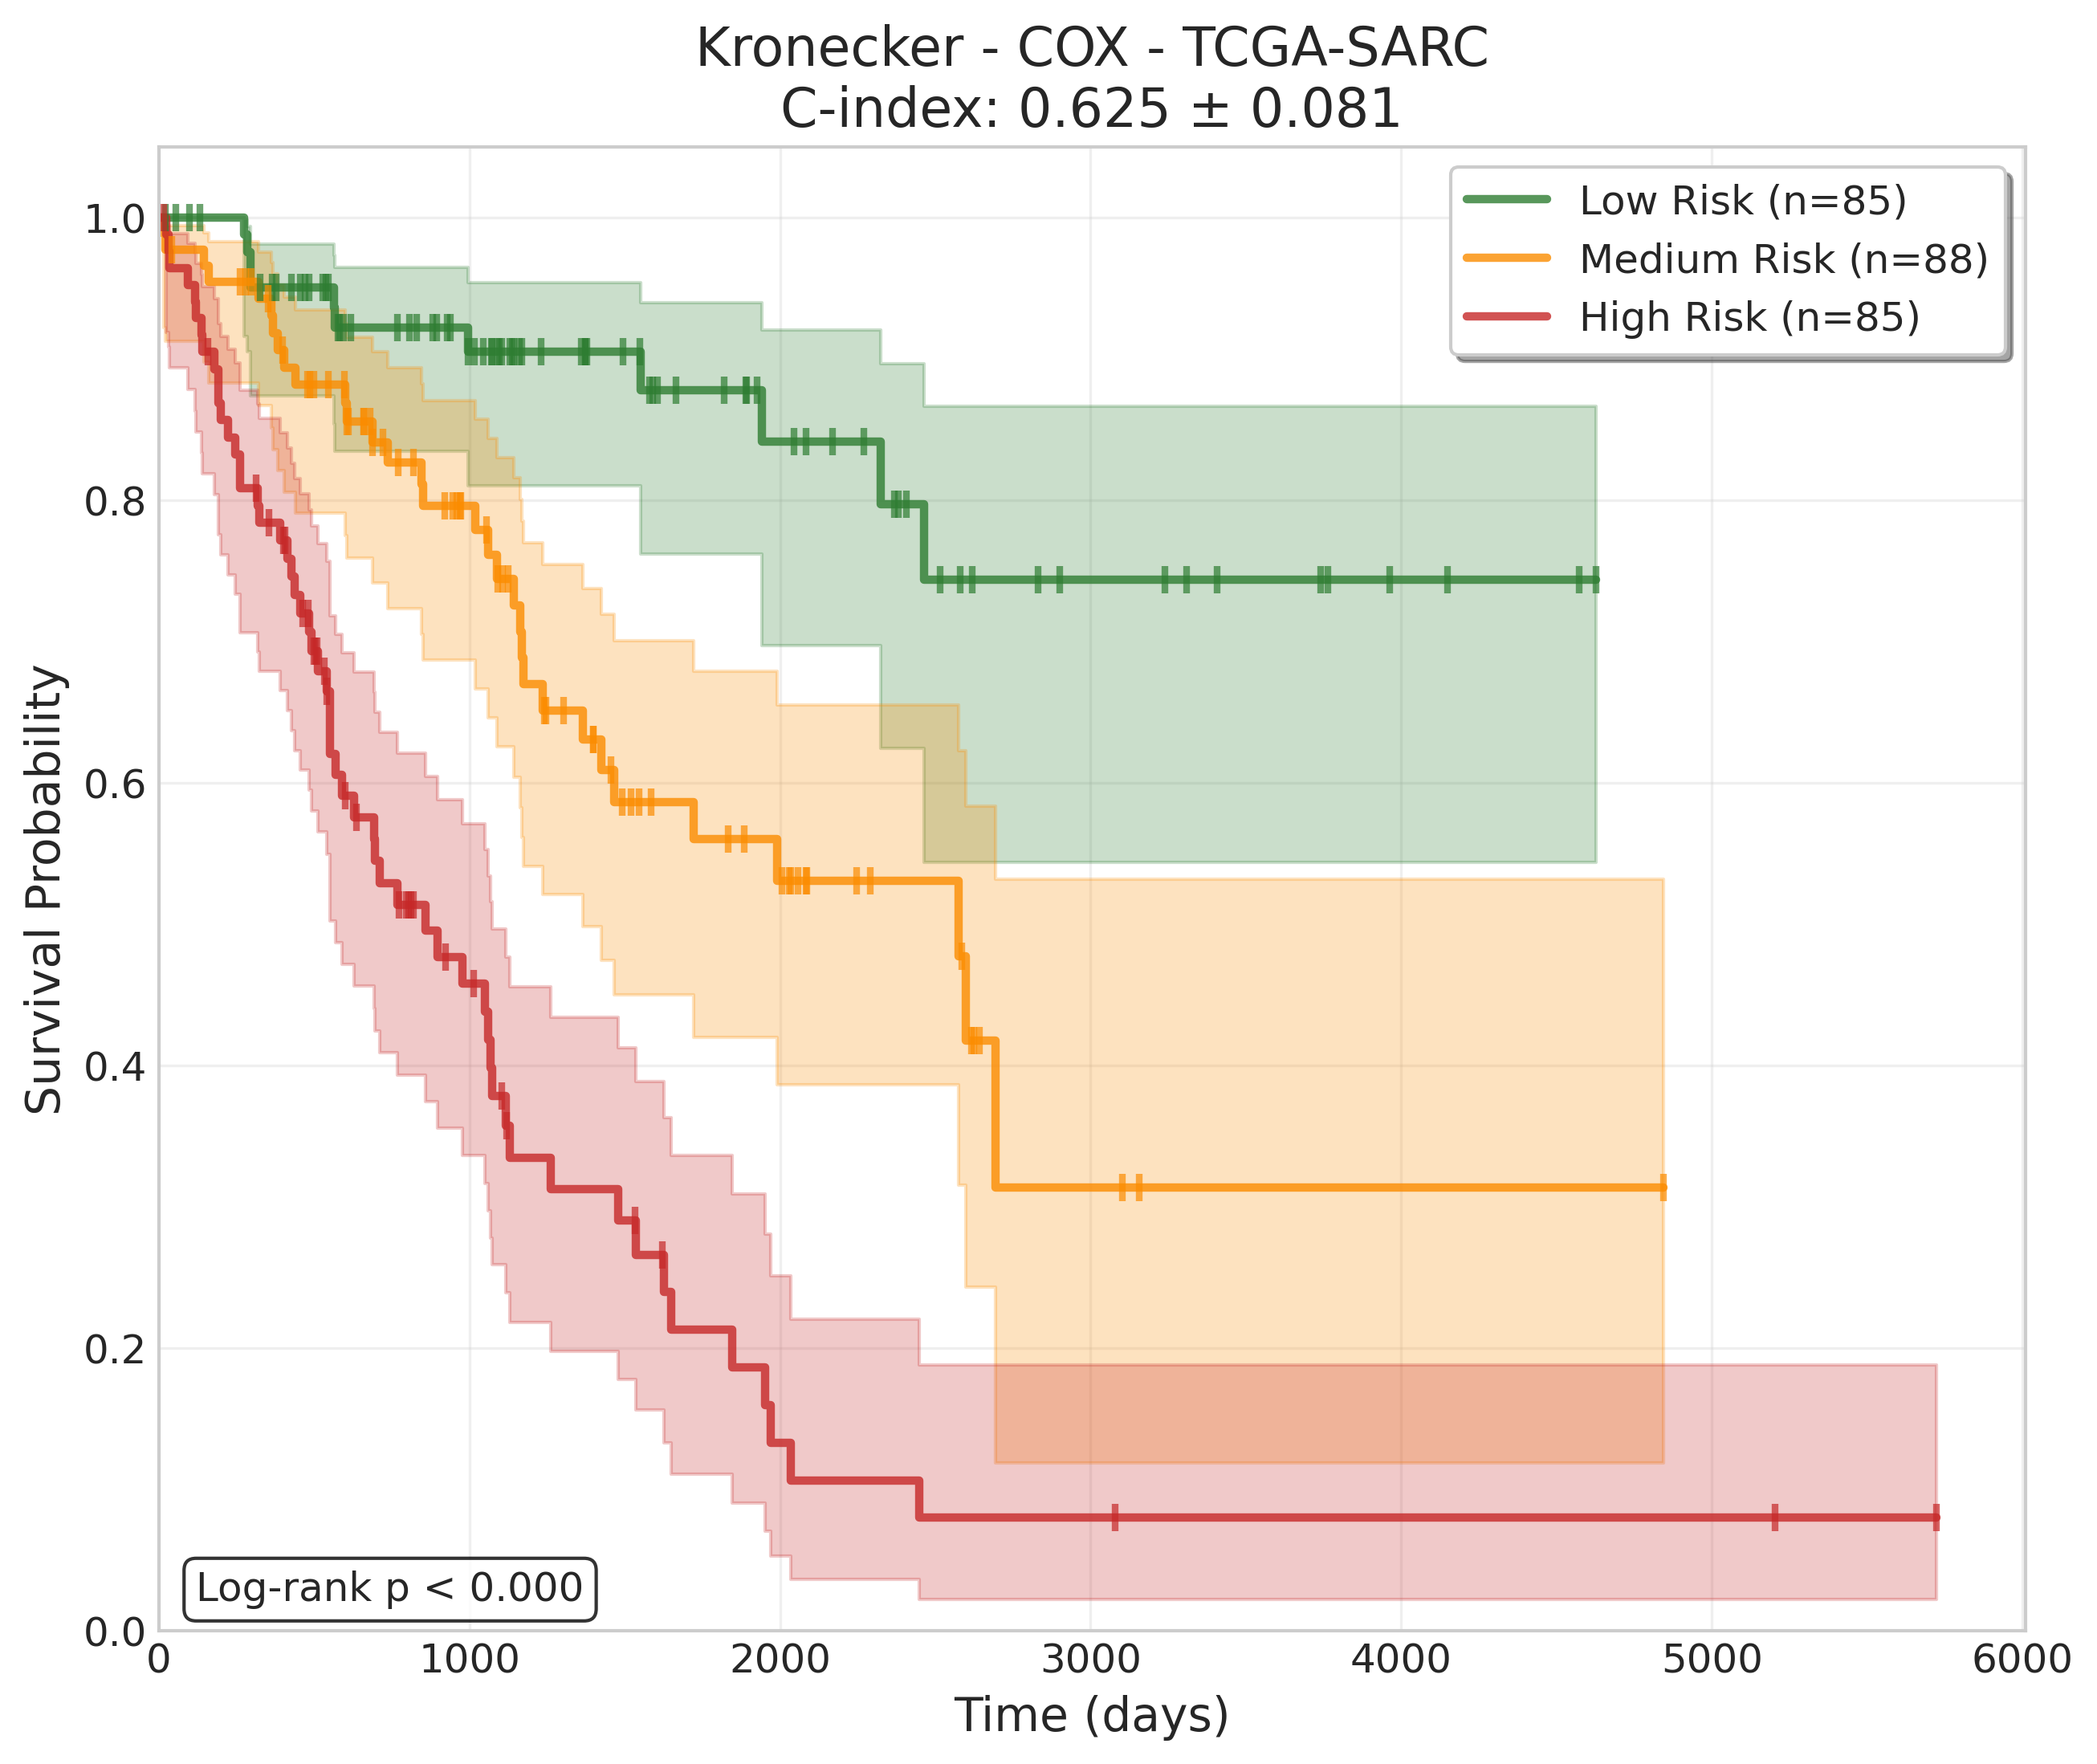 Kronecker - COX - TCGA-SARC
C-index: 0.625 ± 0.081
Low Risk (n=85)
Medium Risk (n=88)
High Risk (n=85)
Survival Probability
1.0
0.8
0.6
0.4
0.2
0.0
Log-rank p < 0.000
0 1000 2000 3000 4000 5000 6000
Time (days)